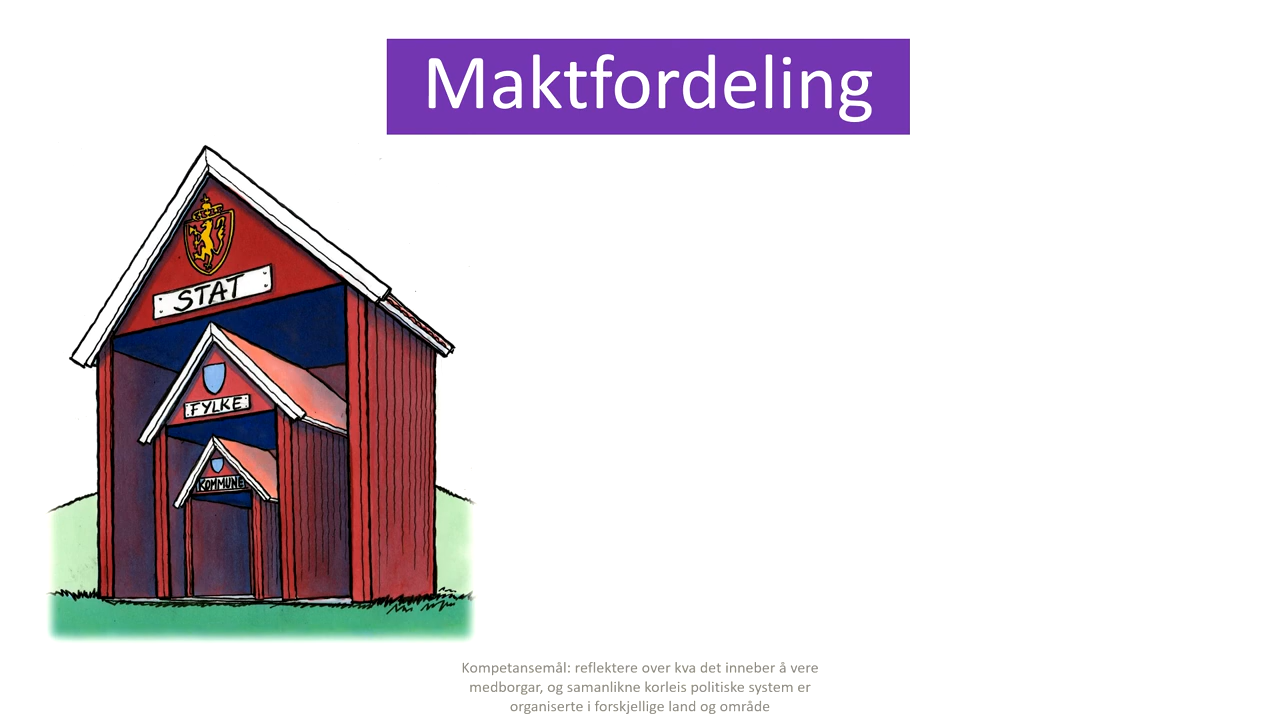 Maktfordeling
STAT
FYLKE
KOMMUNE
Kompetansemål: reflektere over kva det inneber å vere
medborgar, og samanlikne korleis politiske system er
organiserte i forskjellige land og område